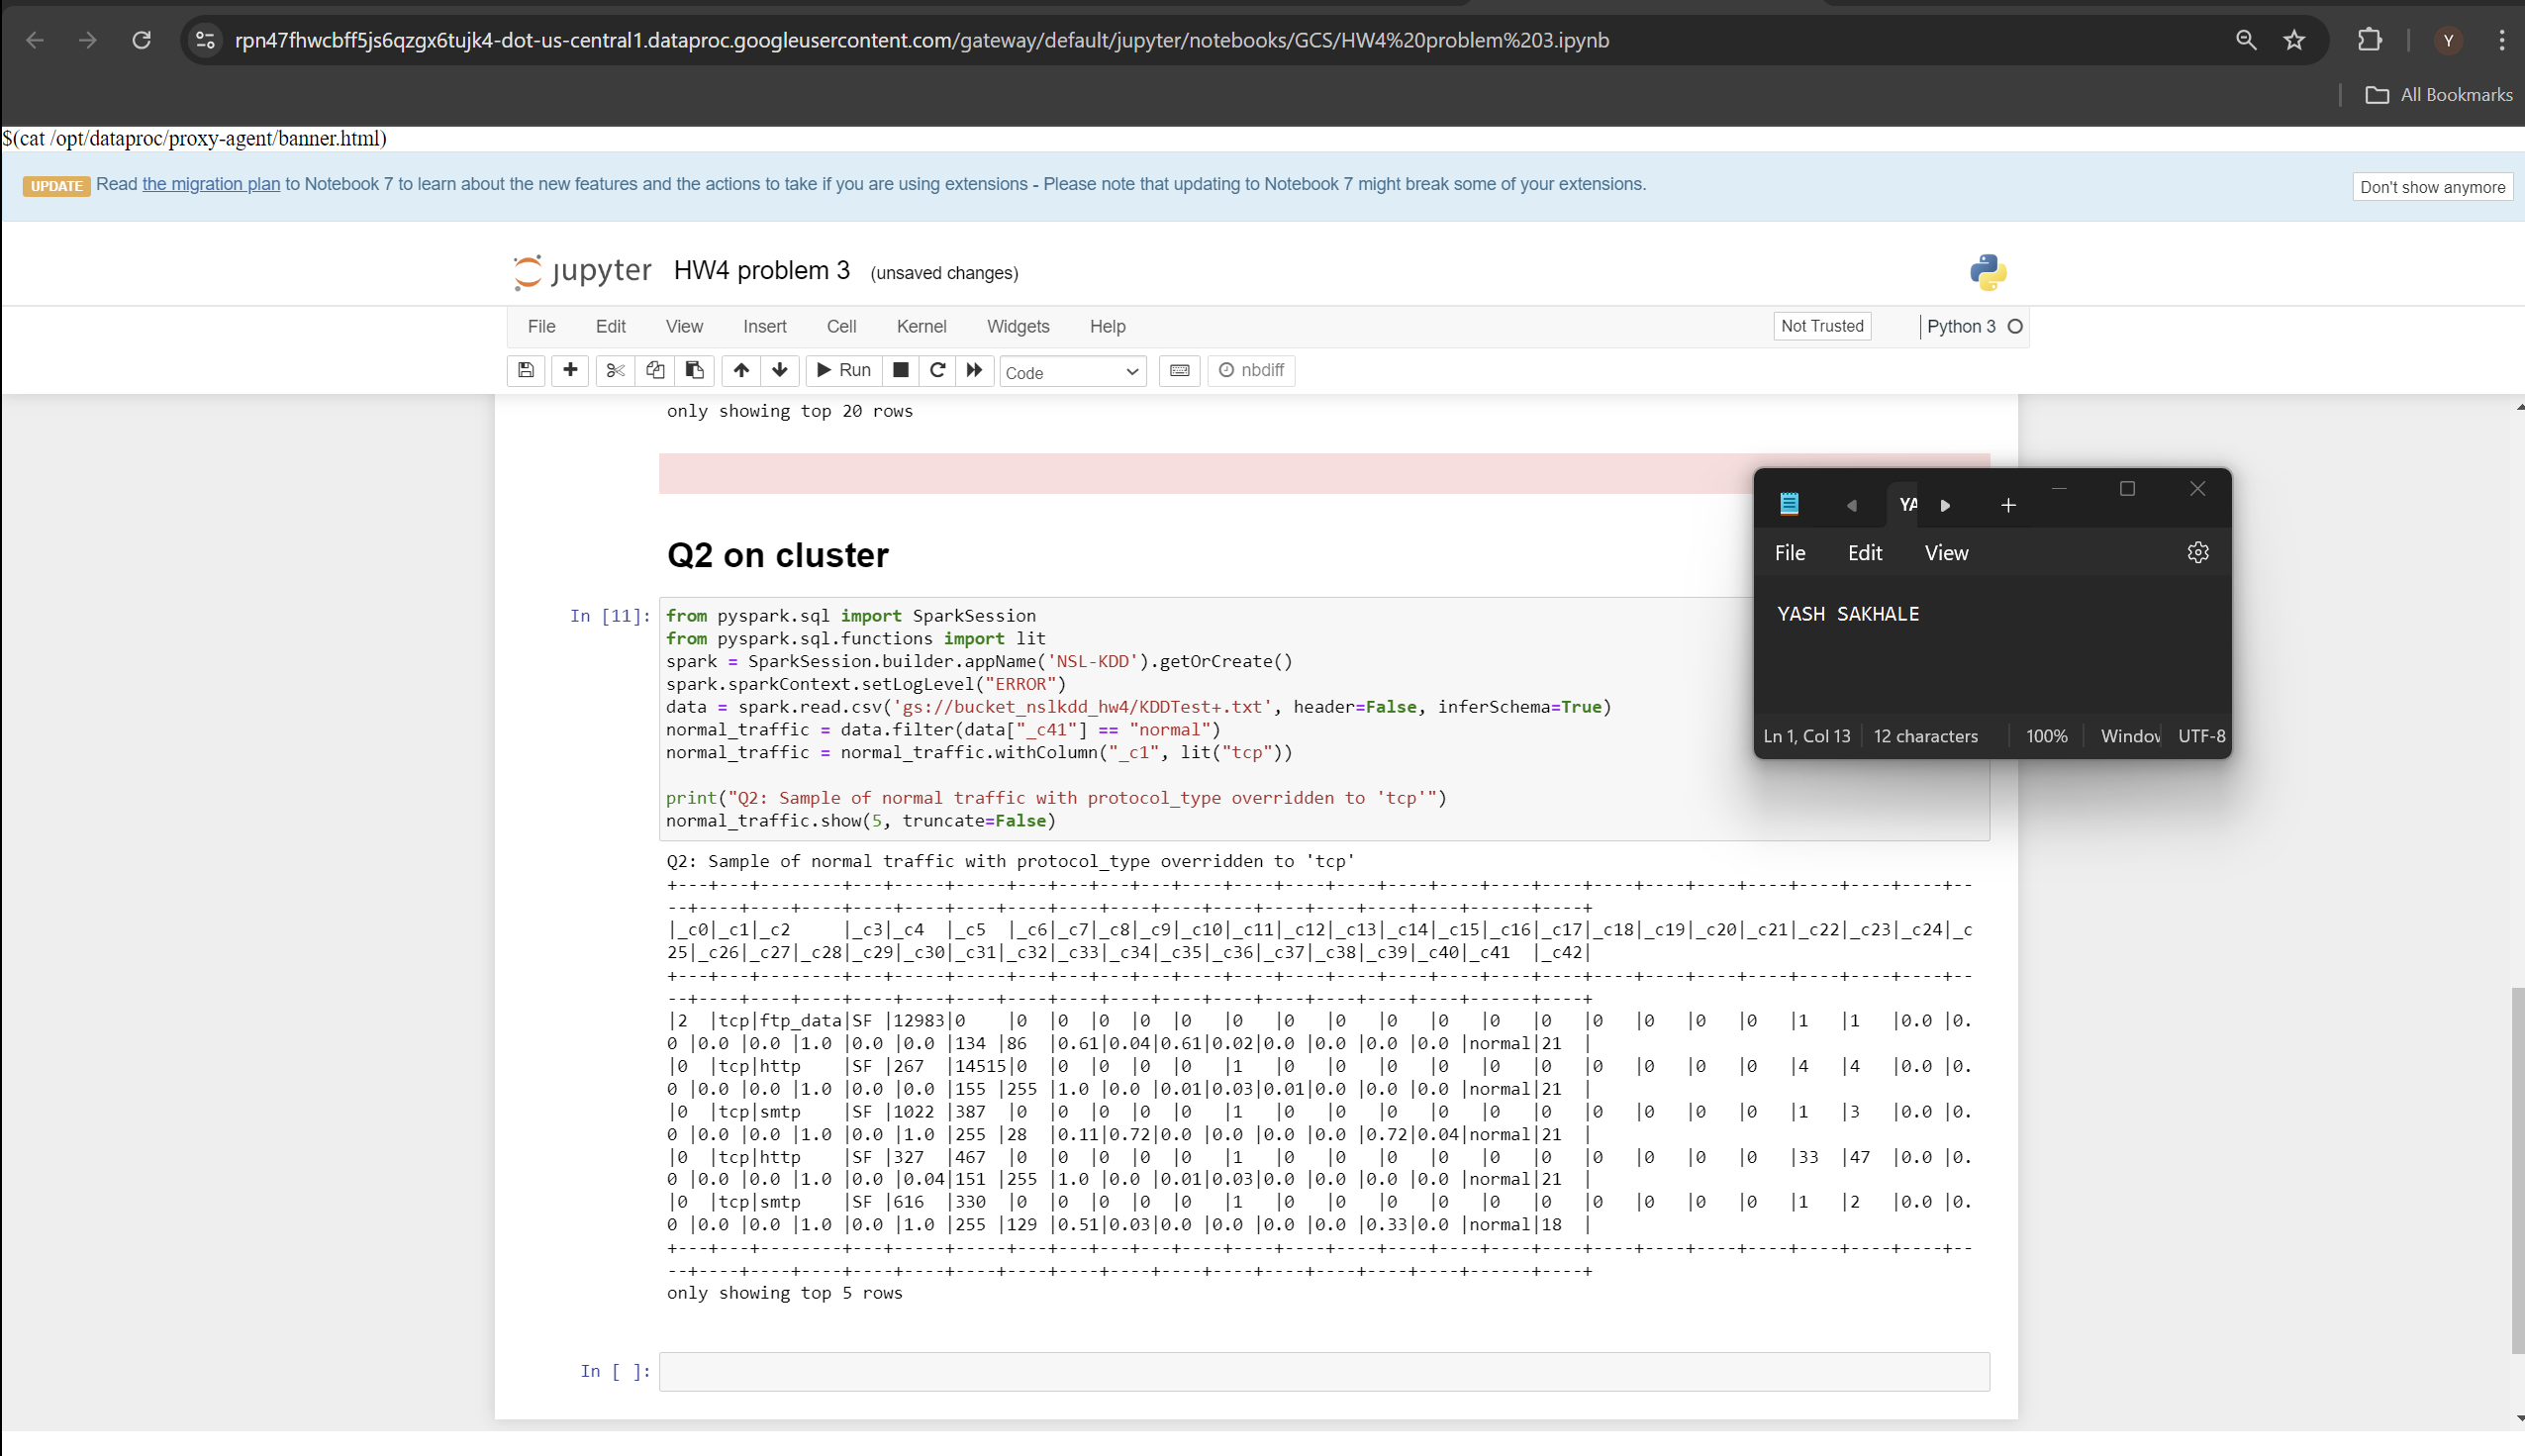 rpn47fhwcbff5js6qzgx6tujk4-dot-us-central1.dataproc.googleusercontent.com/gateway/default/jupyter/notebooks/GCS/HW4%20problem%203.ipynb
Y
All Bookmarks
$(cat /opt/dataproc/proxy-agent/banner.html)
UPDATE Read the migration plan to Notebook 7 to learn about the new features and the actions to take if you are using extensions - Please note that updating to Notebook 7 might break some of your extensions.
Don't show anymore
jupyter HW4 problem 3 (unsaved changes)
File Edit View Insert Cell Kernel Widgets Help
Not Trusted
Python 3
Run
Code
nbdiff
only showing top 20 rows
Q2 on cluster
In [11]:
from pyspark.sql import SparkSession
from pyspark.sql.functions import lit
spark = SparkSession.builder.appName('NSL-KDD').getOrCreate()
spark.sparkContext.setLogLevel("ERROR")
data = spark.read.csv('gs://bucket_nslkdd_hw4/KDDTest+.txt', header=False, inferSchema=True)
normal_traffic = data.filter(data["_c41"] == "normal")
normal_traffic = normal_traffic.withColumn("_c1", lit("tcp"))
print("Q2: Sample of normal traffic with protocol_type overridden to 'tcp'")
normal_traffic.show(5, truncate=False)
Q2: Sample of normal traffic with protocol_type overridden to 'tcp'
+---+---+--------+---+-----+-----+---+---+---+---+----+----+----+----+----+----+----+----+----+----+----+----+----+----+----+--
--+----+----+----+----+----+----+----+----+----+----+----+----+----+----+----+------+----+
|_c0|_c1|_c2     |_c3|_c4  |_c5  |_c6|_c7|_c8|_c9|_c10|_c11|_c12|_c13|_c14|_c15|_c16|_c17|_c18|_c19|_c20|_c21|_c22|_c23|_c24|_c
25|_c26|_c27|_c28|_c29|_c30|_c31|_c32|_c33|_c34|_c35|_c36|_c37|_c38|_c39|_c40|_c41  |_c42|
+---+---+--------+---+-----+-----+---+---+---+---+----+----+----+----+----+----+----+----+----+----+----+----+----+----+----+--
--+----+----+----+----+----+----+----+----+----+----+----+----+----+----+----+------+----+
|2  |tcp|ftp_data|SF |12983|0    |0  |0  |0  |0  |0   |0   |0   |0   |0   |0   |0   |0   |0   |0   |0   |0   |1   |1   |0.0 |0.
0 |0.0 |0.0 |1.0 |0.0 |0.0 |134 |86  |0.61|0.04|0.61|0.02|0.0 |0.0 |0.0 |0.0 |normal|21  |
|0  |tcp|http    |SF |267  |14515|0  |0  |0  |0  |0   |1   |0   |0   |0   |0   |0   |0   |0   |0   |0   |0   |4   |4   |0.0 |0.
0 |0.0 |0.0 |1.0 |0.0 |0.0 |155 |255 |1.0 |0.0 |0.01|0.03|0.01|0.0 |0.0 |0.0 |normal|21  |
|0  |tcp|smtp    |SF |1022 |387  |0  |0  |0  |0  |0   |1   |0   |0   |0   |0   |0   |0   |0   |0   |0   |0   |1   |3   |0.0 |0.
0 |0.0 |0.0 |1.0 |0.0 |1.0 |255 |28  |0.11|0.72|0.0 |0.0 |0.0 |0.0 |0.72|0.04|normal|21  |
|0  |tcp|http    |SF |327  |467  |0  |0  |0  |0  |0   |1   |0   |0   |0   |0   |0   |0   |0   |0   |0   |0   |33  |47  |0.0 |0.
0 |0.0 |0.0 |1.0 |0.0 |0.04|151 |255 |1.0 |0.0 |0.01|0.03|0.0 |0.0 |0.0 |0.0 |normal|21  |
|0  |tcp|smtp    |SF |616  |330  |0  |0  |0  |0  |0   |1   |0   |0   |0   |0   |0   |0   |0   |0   |0   |0   |1   |2   |0.0 |0.
0 |0.0 |0.0 |1.0 |0.0 |1.0 |255 |129 |0.51|0.03|0.0 |0.0 |0.0 |0.0 |0.33|0.0 |normal|18  |
+---+---+--------+---+-----+-----+---+---+---+---+----+----+----+----+----+----+----+----+----+----+----+----+----+----+----+--
--+----+----+----+----+----+----+----+----+----+----+----+----+----+----+----+------+----+
only showing top 5 rows
In [ ]:
YA
File Edit View
YASH SAKHALE
Ln 1, Col 13 12 characters 100% Window UTF-8